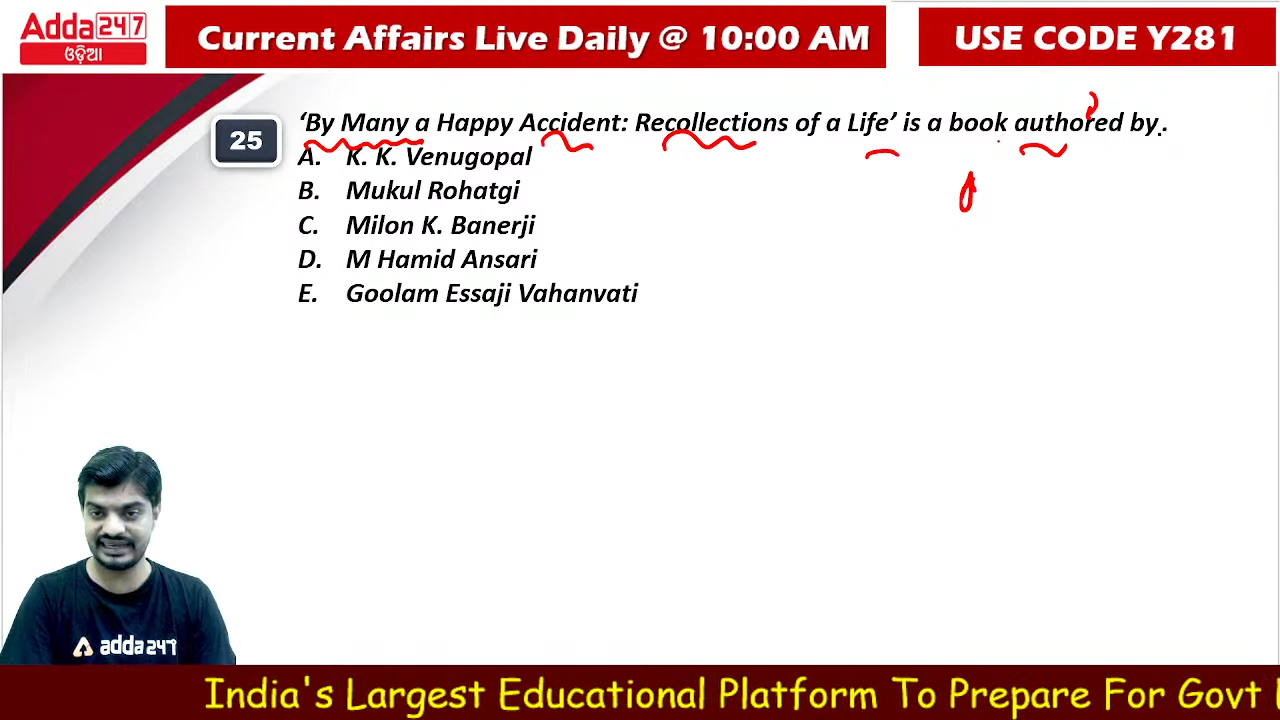 Adda247
ଓଡ଼ିଆ
Current Affairs Live Daily @ 10:00 AM
USE CODE Y281
25
‘By Many a Happy Accident: Recollections of a Life’ is a book authored by..
A. K. K. Venugopal
B. Mukul Rohatgi
C. Milon K. Banerji
D. M Hamid Ansari
E. Goolam Essaji Vahanvati
adda247
India's Largest Educational Platform To Prepare For Govt